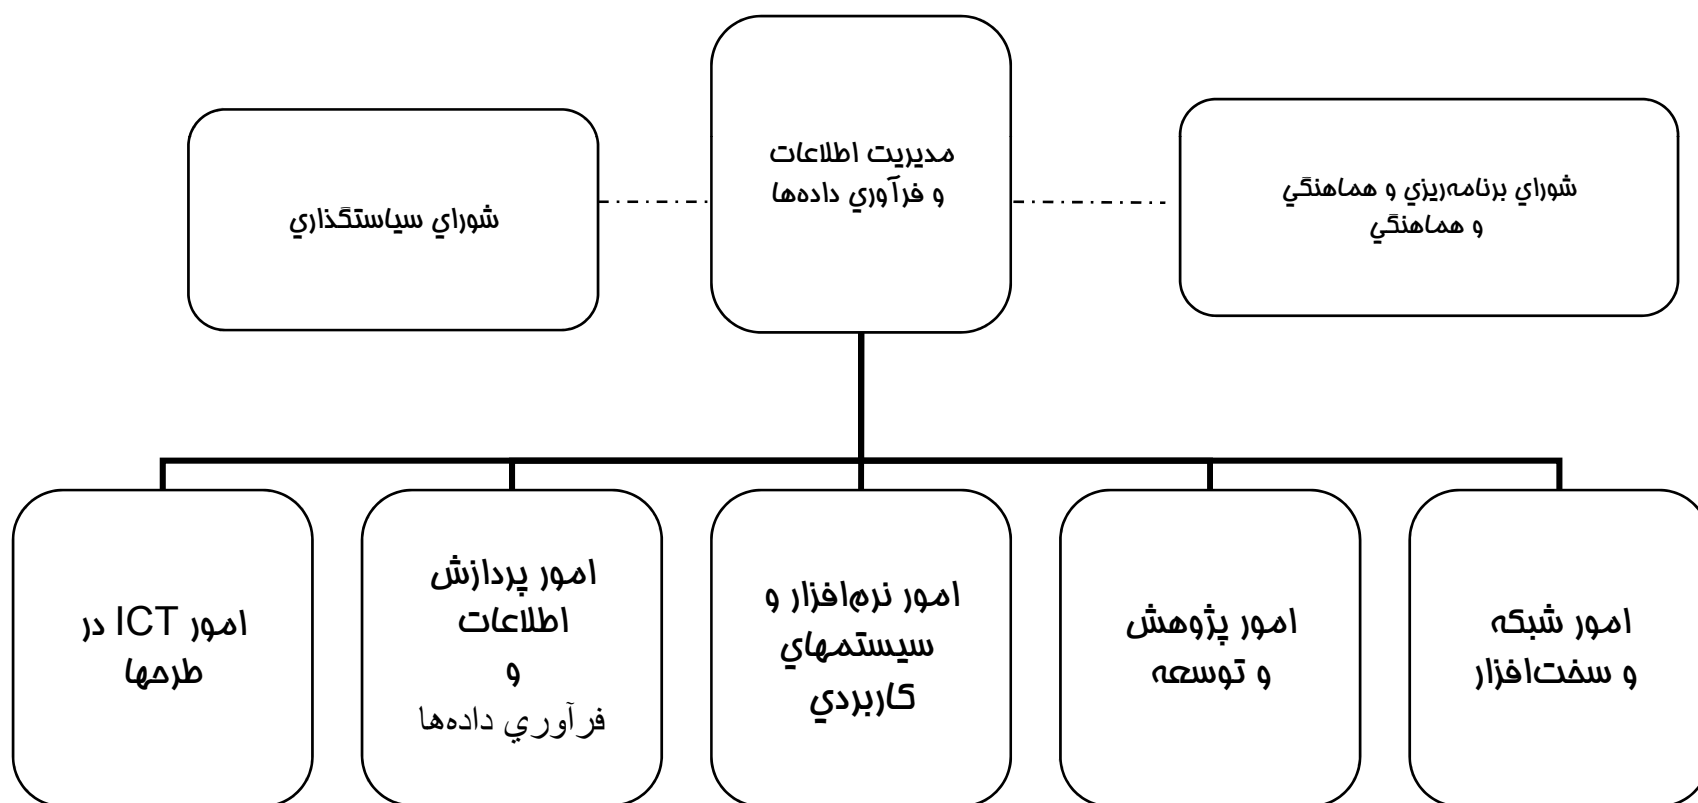 مديريت اطلاعات
و فرآوري داده‌ها
شوراي برنامه‌ريزي و هماهنگي
و هماهنگي
شوراي سياستگذاري
امور شبكه
و سخت‌افزار
امور پژوهش
و توسعه
امور نرم‌افزار و
سيستمهاي
كاربردي
امور پردازش
اطلاعات
و
فرآوري داده‌ها
امور ICT در
طرحها